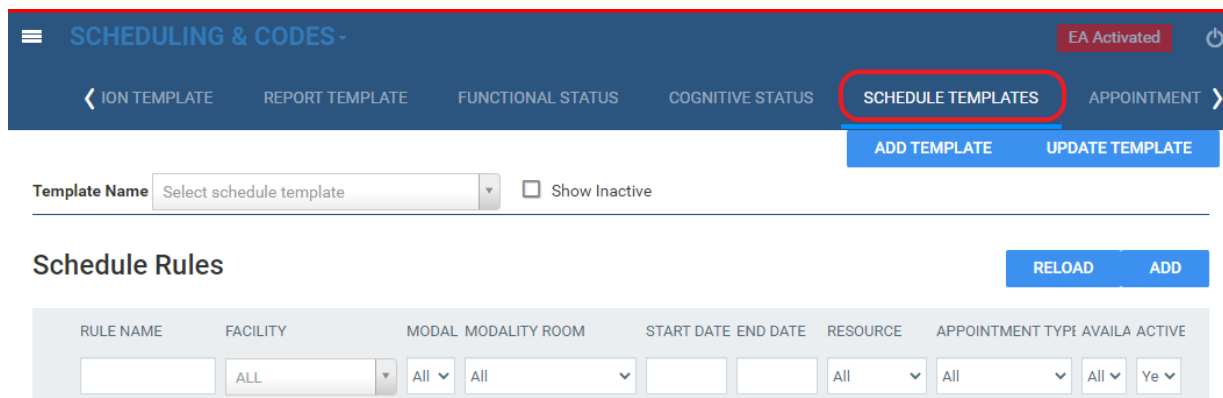 SCHEDULING & CODES
EA Activated
ION TEMPLATE REPORT TEMPLATE FUNCTIONAL STATUS COGNITIVE STATUS SCHEDULE TEMPLATES APPOINTMENT
ADD TEMPLATE UPDATE TEMPLATE
Template Name Select schedule template Show Inactive
Schedule Rules
RELOAD ADD
RULE NAME FACILITY MODAL MODALITY ROOM START DATE END DATE RESOURCE APPOINTMENT TYPE AVAILA ACTIVE
ALL All All All All All Ye